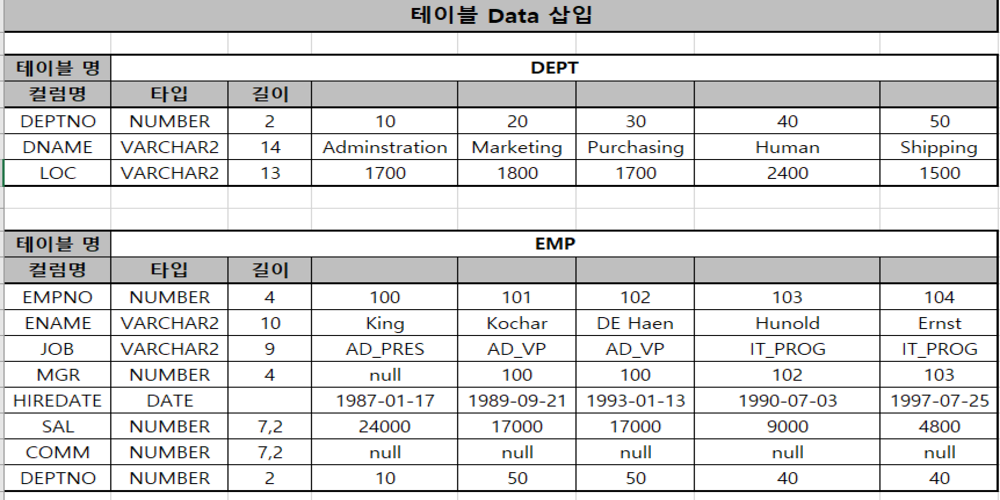 테이블 Data 삽입
테이블 명 DEPT
컬럼명 타입 길이
DEPTNO NUMBER 2 10 20 30 40 50
DNAME VARCHAR2 14 Adminstration Marketing Purchasing Human Shipping
LOC VARCHAR2 13 1700 1800 1700 2400 1500
테이블 명 EMP
컬럼명 타입 길이
EMPNO NUMBER 4 100 101 102 103 104
ENAME VARCHAR2 10 King Kochar DE Haen Hunold Ernst
JOB VARCHAR2 9 AD_PRES AD_VP AD_VP IT_PROG IT_PROG
MGR NUMBER 4 null 100 100 102 103
HIREDATE DATE 1987-01-17 1989-09-21 1993-01-13 1990-07-03 1997-07-25
SAL NUMBER 7,2 24000 17000 17000 9000 4800
COMM NUMBER 7,2 null null null null null
DEPTNO NUMBER 2 10 50 50 40 40